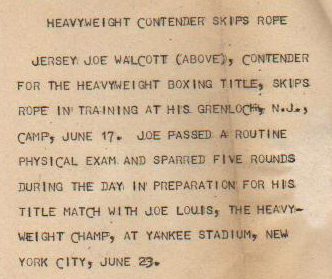 HEAVYWEIGHT CONTENDER SKIPS ROPE
JERSEY JOE WALCOTT (ABOVE), CONTENDER
FOR THE HEAVYWEIGHT BOXING TITLE, SKIPS
ROPE IN TRAINING AT HIS GRENLOCH, N.J.,
CAMP, JUNE 17. JOE PASSED A ROUTINE
PHYSICAL EXAM AND SPARRED FIVE ROUNDS
DURING THE DAY IN PREPARATION FOR HIS
TITLE MATCH WITH JOE LOUIS, THE HEAVY-
WEIGHT CHAMP, AT YANKEE STADIUM, NEW
YORK CITY, JUNE 23.